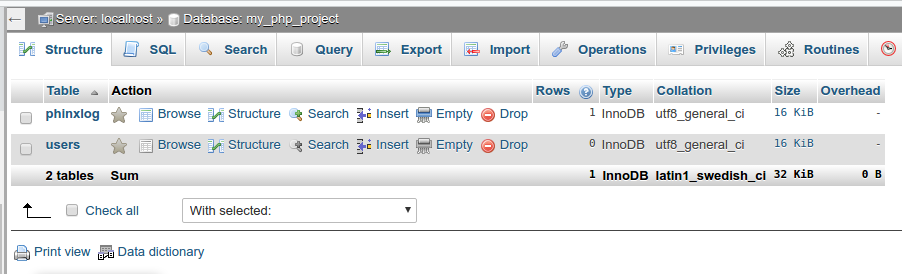 Server: localhost » Database: my_php_project
Structure SQL Search Query Export Import Operations Privileges Routines
Table Action Rows Type Collation Size Overhead
phinxlog Browse Structure Search Insert Empty Drop 1 InnoDB utf8_general_ci 16 KiB -
users Browse Structure Search Insert Empty Drop 0 InnoDB utf8_general_ci 16 KiB -
2 tables Sum 1 InnoDB latin1_swedish_ci 32 KiB 0 B
Check all With selected:
Print view Data dictionary